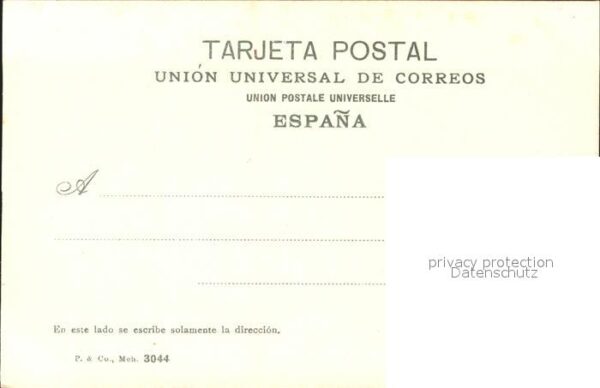 TARJETA POSTAL
UNIÓN UNIVERSAL DE CORREOS
UNION POSTALE UNIVERSELLE
ESPAÑA
A
privacy protection
Datenschutz
En este lado se escribe solamente la dirección.
P. & Co., Mch. 3044